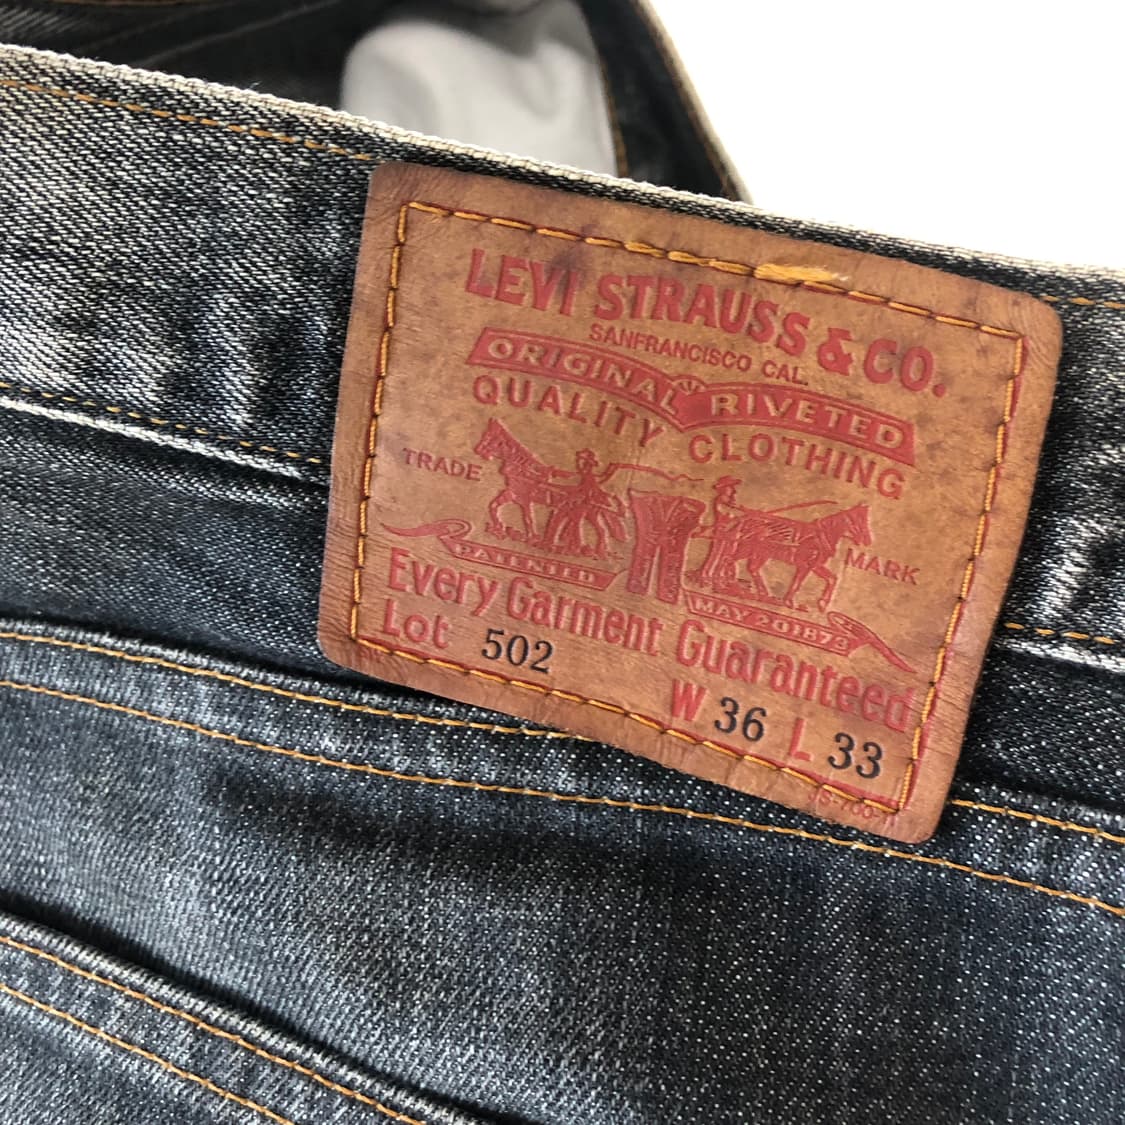 LEVI STRAUSS & CO.
SANFRANCISCO CAL.
ORIGINAL RIVETED
QUALITY CLOTHING
TRADE MARK
PATENTED MAY 20 1873
Every Garment Guaranteed
Lot 502
W 36 L 33